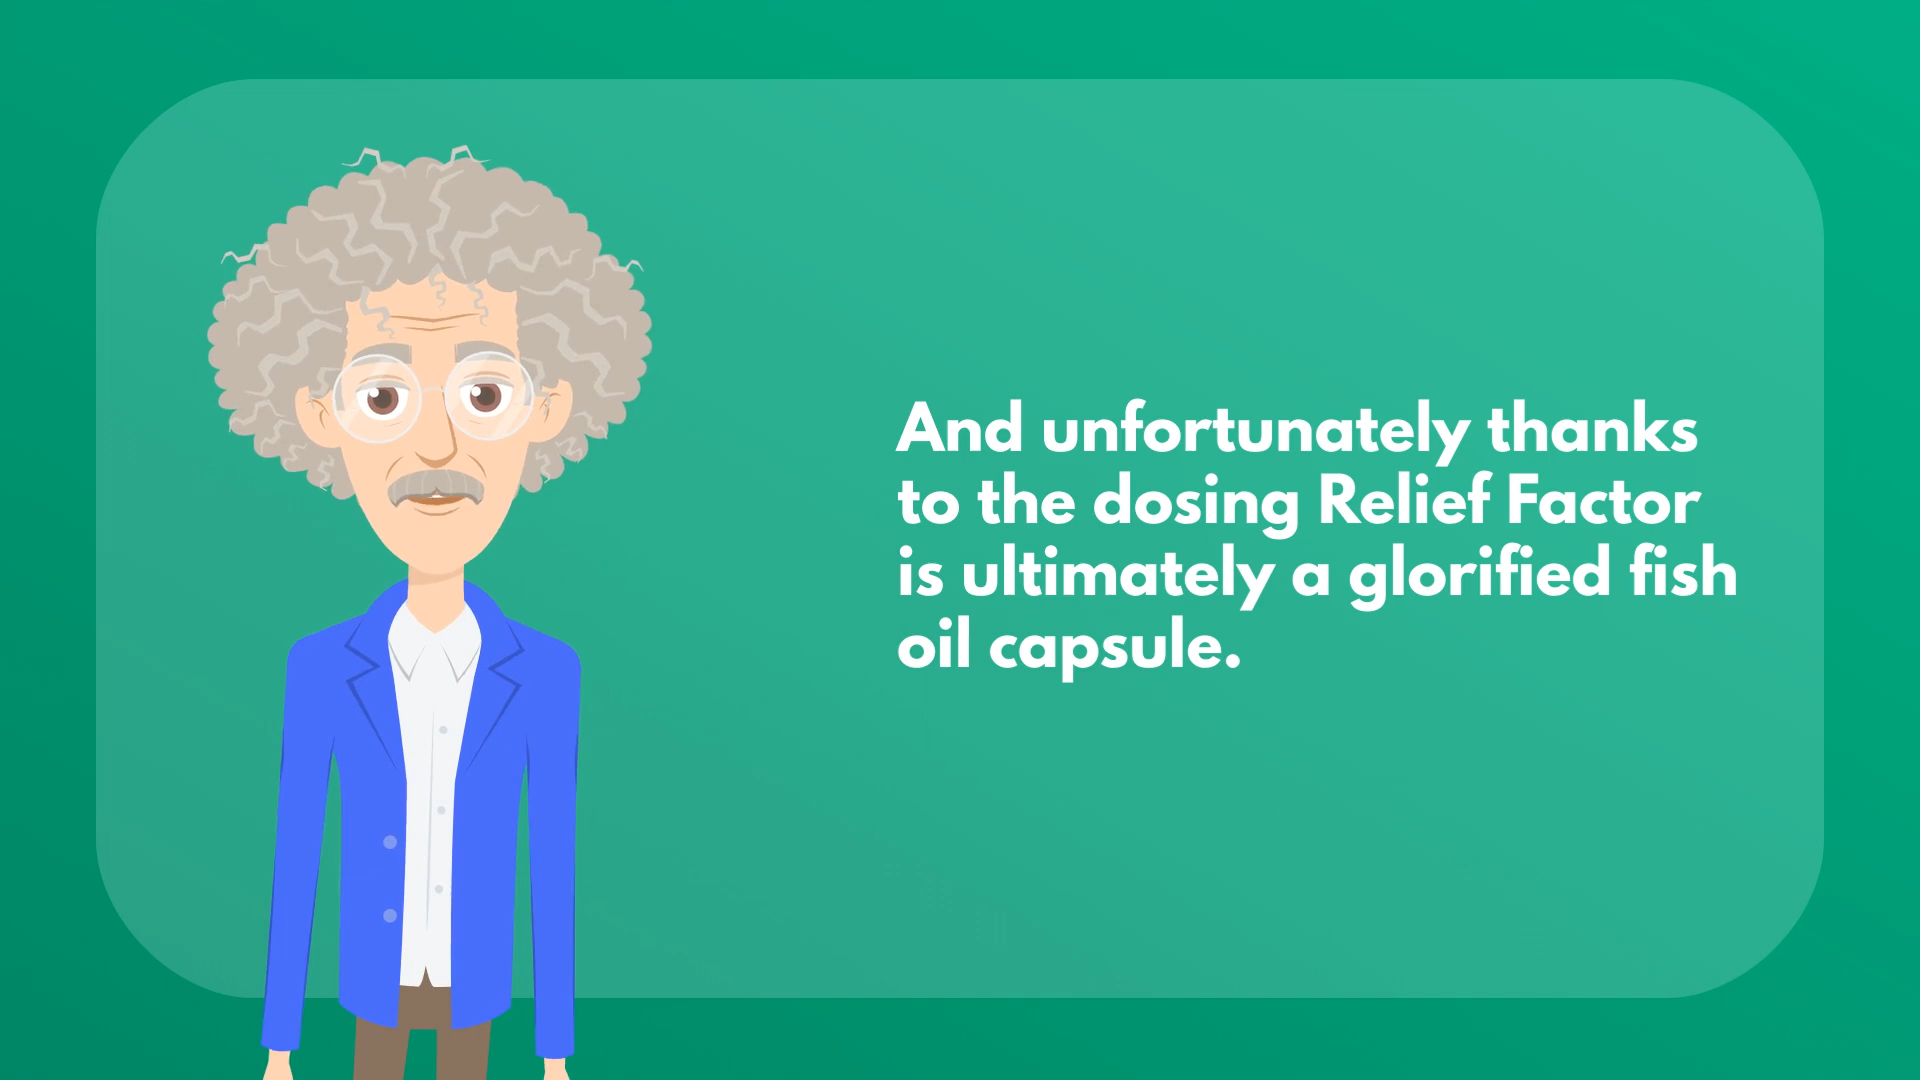 And unfortunately thanks
to the dosing Relief Factor
is ultimately a glorified fish
oil capsule.